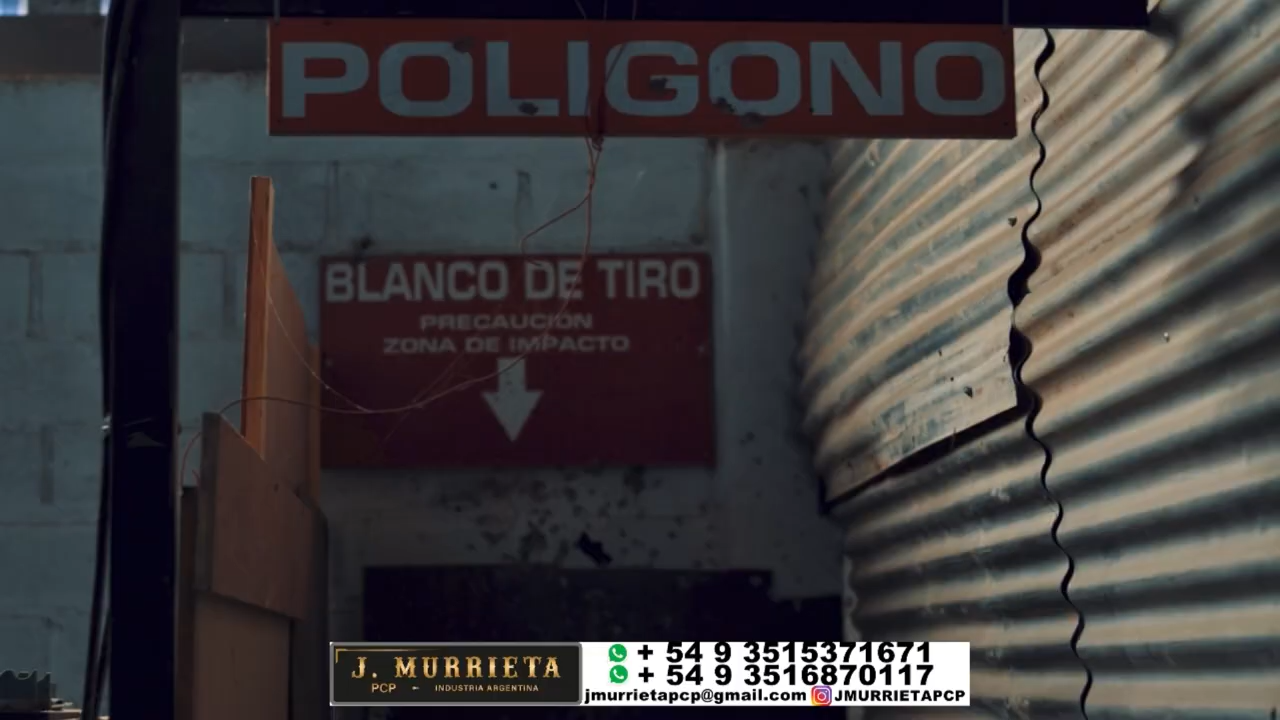 POLIGONO
BLANCO DE TIRO
PRECAUCION
ZONA DE IMPACTO
J. MURRIETA
PCP - INDUSTRIA ARGENTINA
+ 54 9 3515371671
+ 54 9 3516870117
jmurrietapcp@gmail.com JMURRIETAPCP